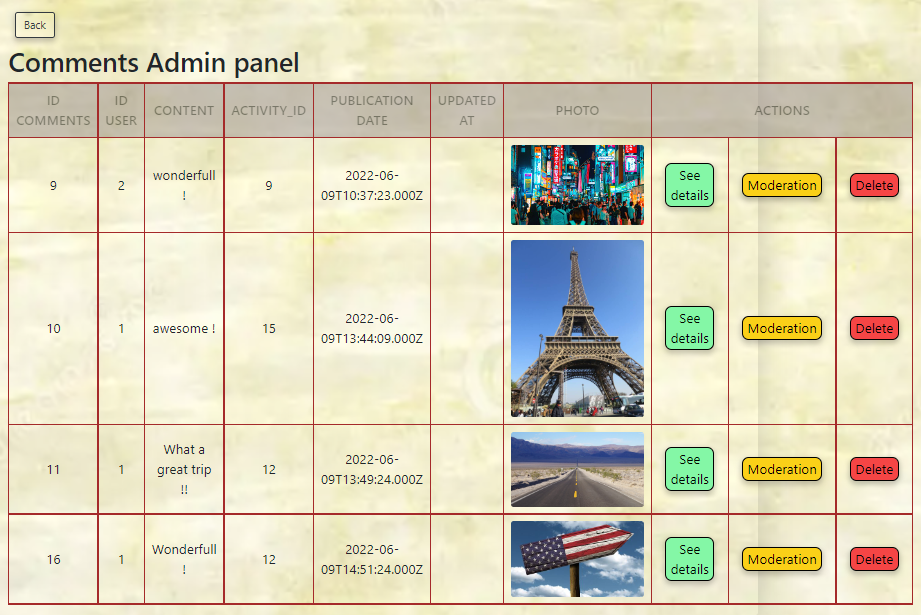 Back
Comments Admin panel
ID COMMENTS ID USER CONTENT ACTIVITY_ID PUBLICATION DATE UPDATED AT PHOTO ACTIONS
9 2 wonderfull ! 9 2022-06-09T10:37:23.000Z See details Moderation Delete
10 1 awesome ! 15 2022-06-09T13:44:09.000Z See details Moderation Delete
11 1 What a great trip !! 12 2022-06-09T13:49:24.000Z See details Moderation Delete
16 1 Wonderfull ! 12 2022-06-09T14:51:24.000Z See details Moderation Delete